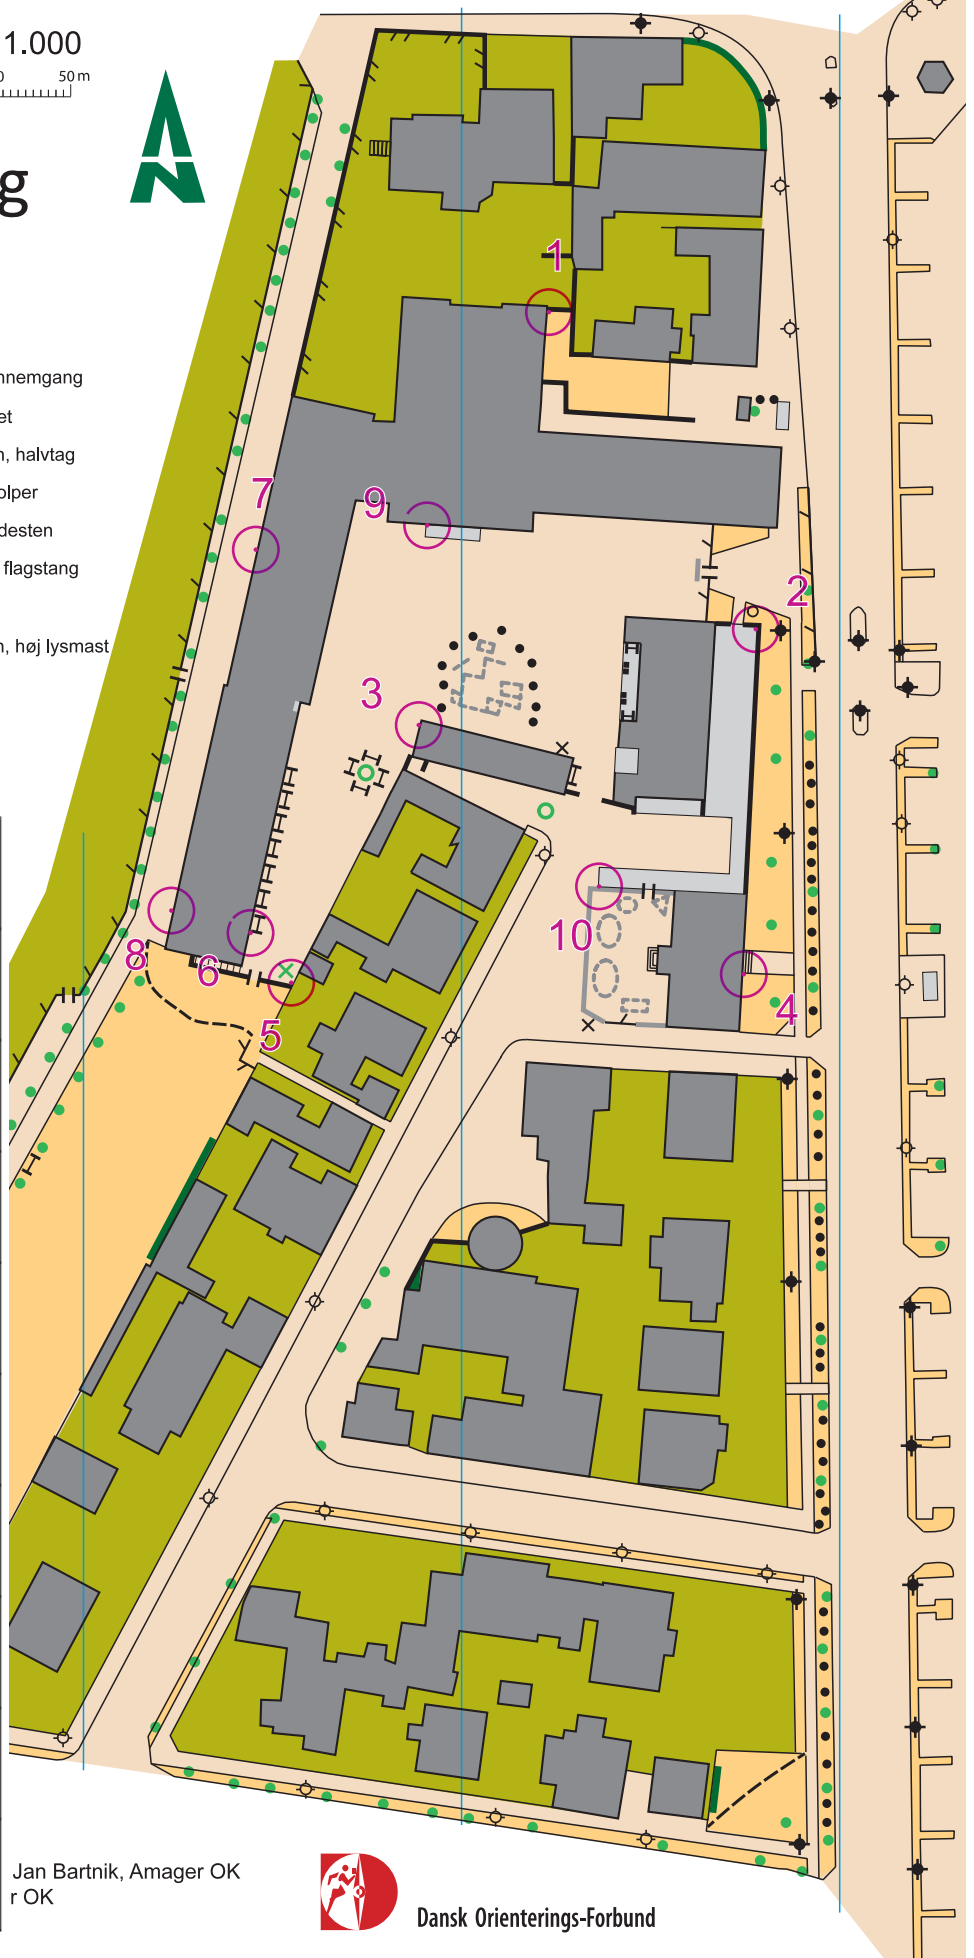 1.000
50 m
g
nnemgang
et
n, halvtag
olper
desten
flagstang
n, høj lysmast
1
7
9
2
3
10
8
6
4
5
Jan Bartnik, Amager OK
r OK
Dansk Orienterings-Forbund